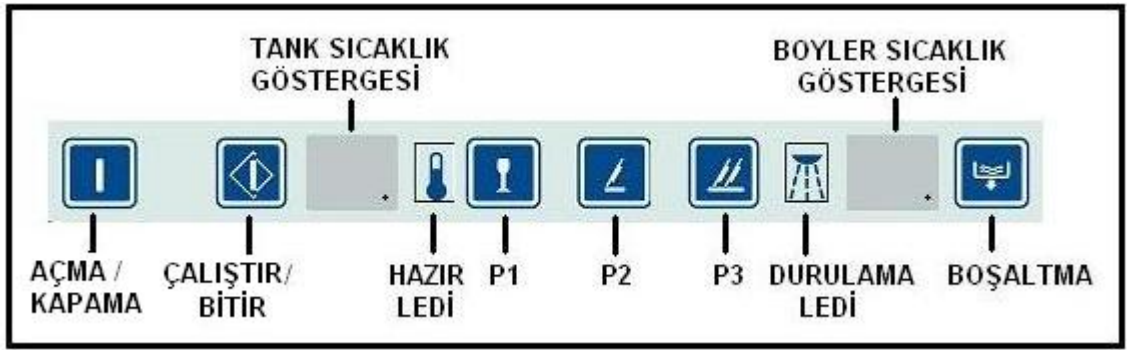 TANK SICAKLIK
GÖSTERGESİ
BOYLER SICAKLIK
GÖSTERGESİ
AÇMA /
KAPAMA
ÇALIŞTIR/
BİTİR
HAZIR
LEDİ
P1
P2
P3
DURULAMA
LEDİ
BOŞALTMA